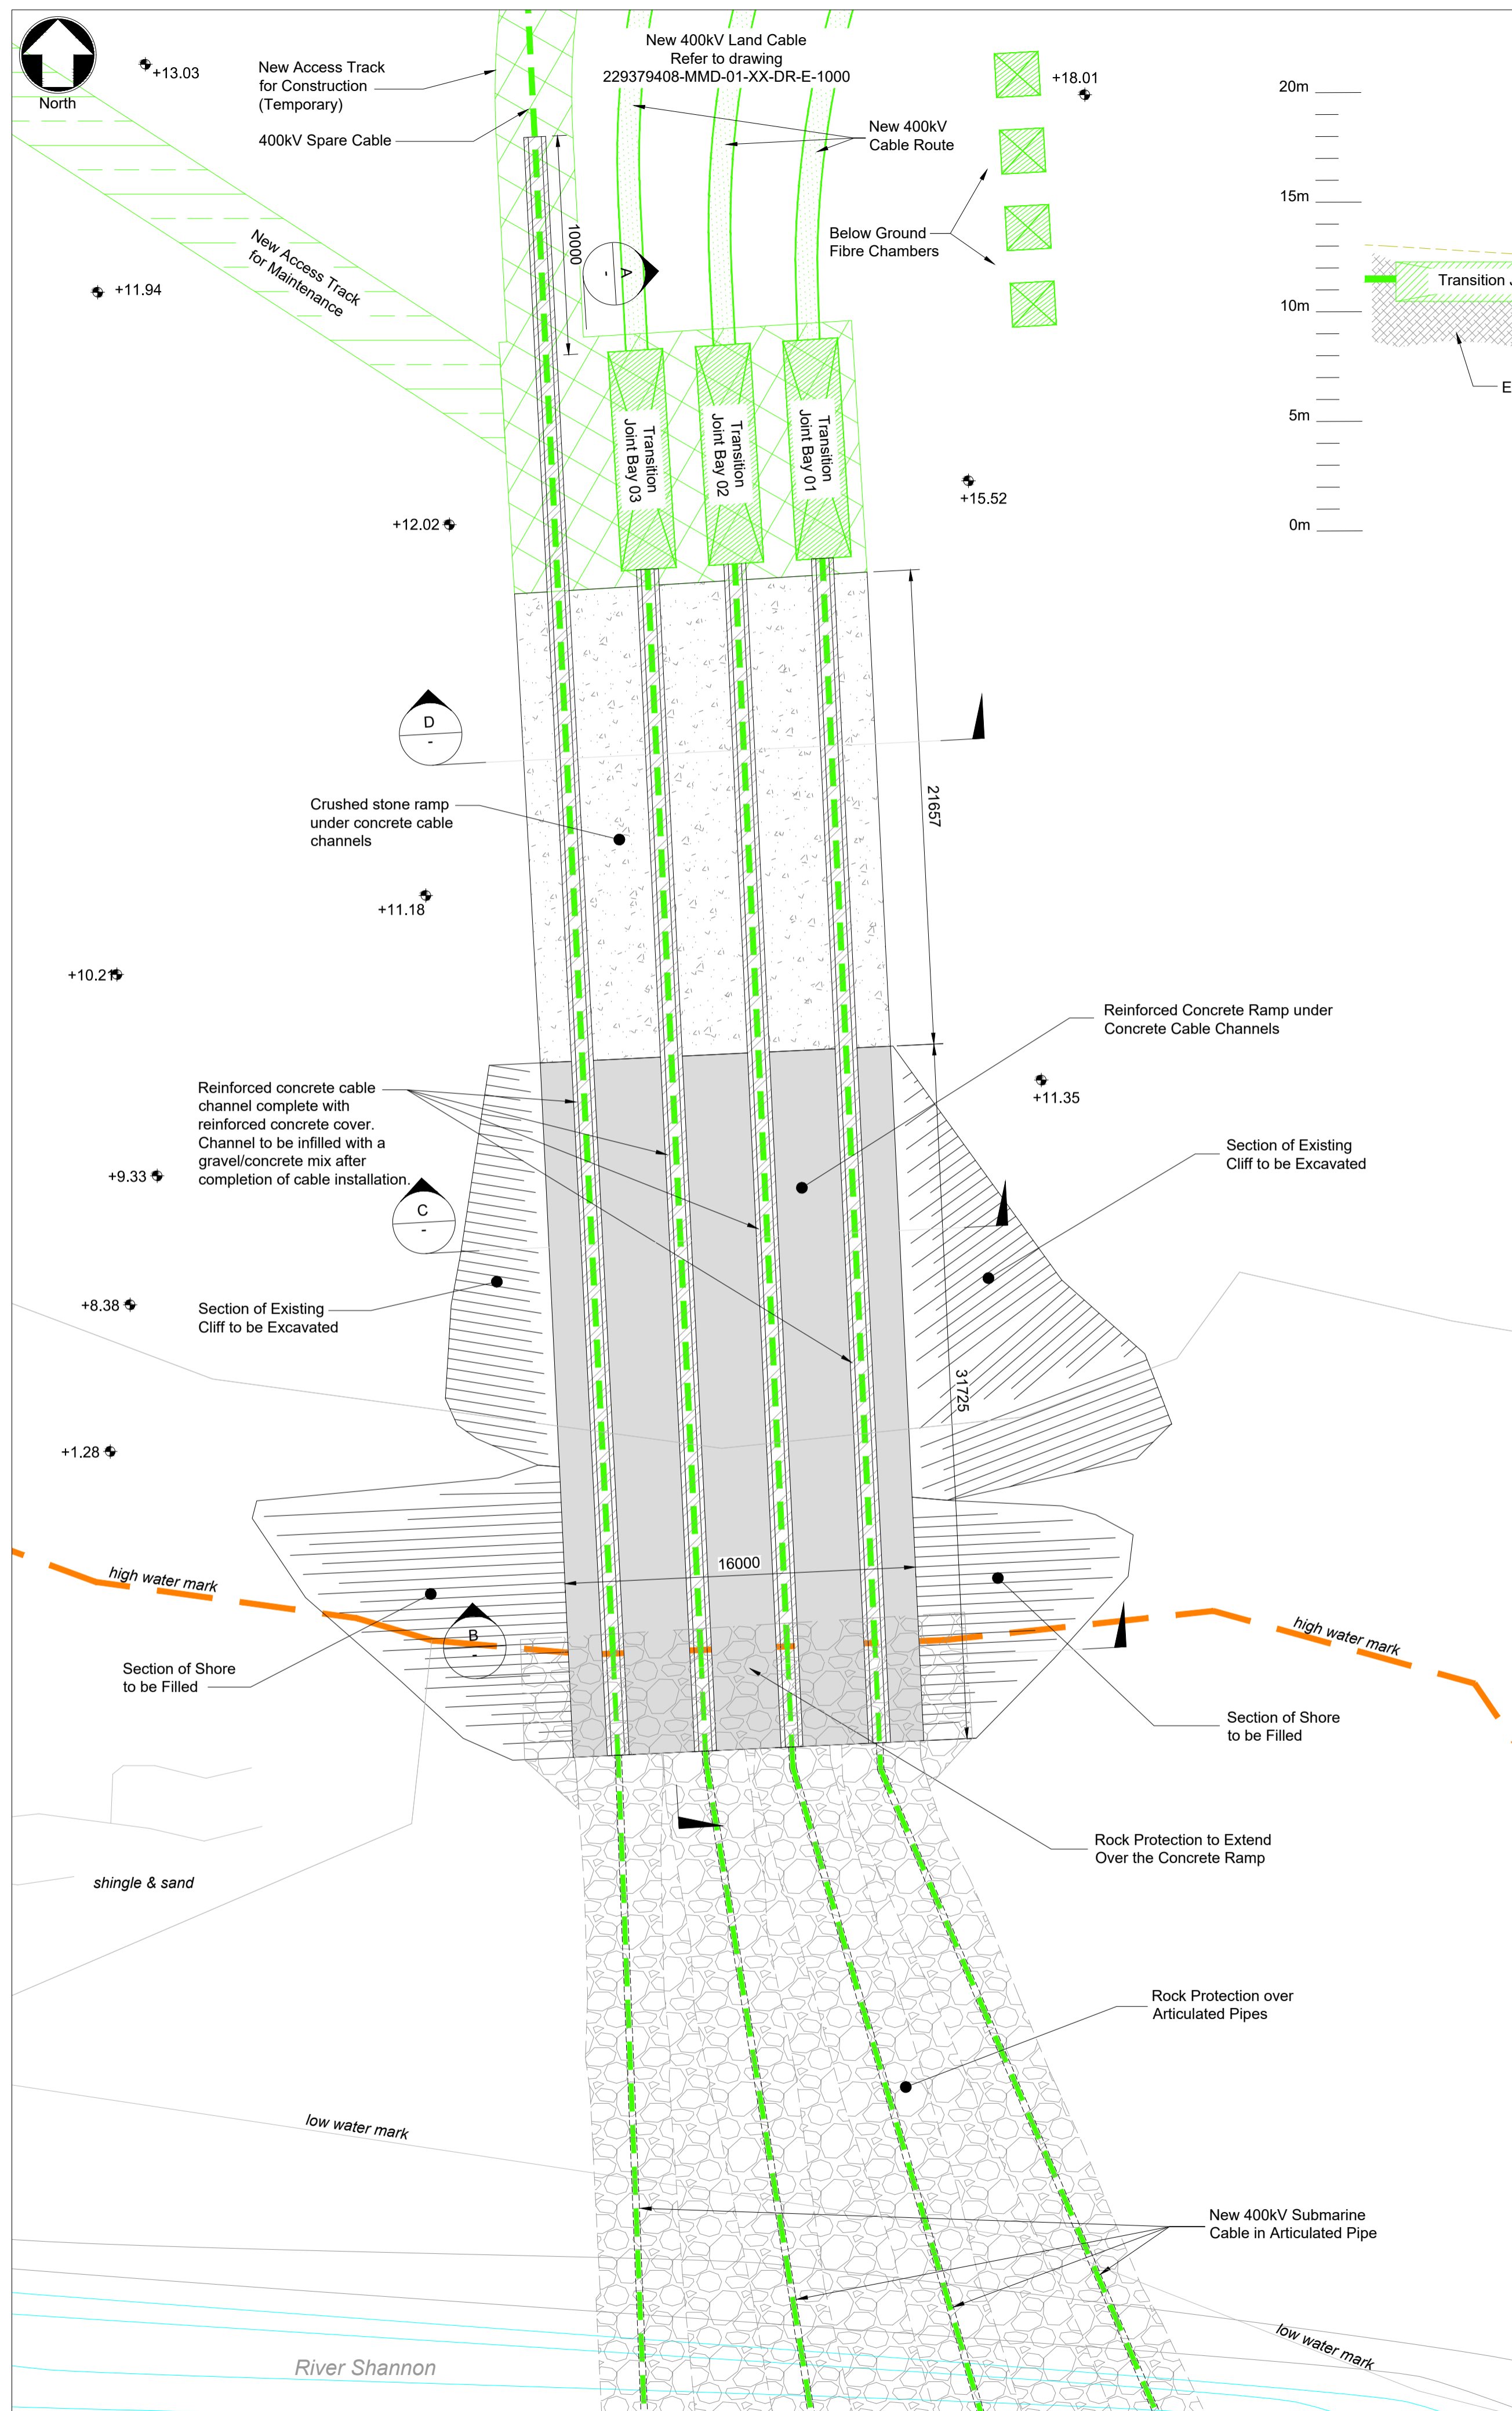 North
+13.03
New Access Track
for Construction
(Temporary)
400kV Spare Cable
New 400kV Land Cable
Refer to drawing
229379408-MMD-01-XX-DR-E-1000
New 400kV
Cable Route
+18.01
Below Ground
Fibre Chambers
20m
15m
10m
5m
0m
Transition J
E
New Access Track
for Maintenance
+11.94
10000
A
-
Transition
Joint Bay 03
Transition
Joint Bay 02
Transition
Joint Bay 01
+15.52
+12.02
D
-
21657
Crushed stone ramp
under concrete cable
channels
+11.18
+10.21
Reinforced Concrete Ramp under
Concrete Cable Channels
Reinforced concrete cable
channel complete with
reinforced concrete cover.
Channel to be infilled with a
gravel/concrete mix after
completion of cable installation.
+11.35
+9.33
Section of Existing
Cliff to be Excavated
C
-
+8.38
Section of Existing
Cliff to be Excavated
31725
+1.28
16000
high water mark
high water mark
B
-
Section of Shore
to be Filled
Section of Shore
to be Filled
Rock Protection to Extend
Over the Concrete Ramp
shingle & sand
Rock Protection over
Articulated Pipes
low water mark
New 400kV Submarine
Cable in Articulated Pipe
low water mark
River Shannon